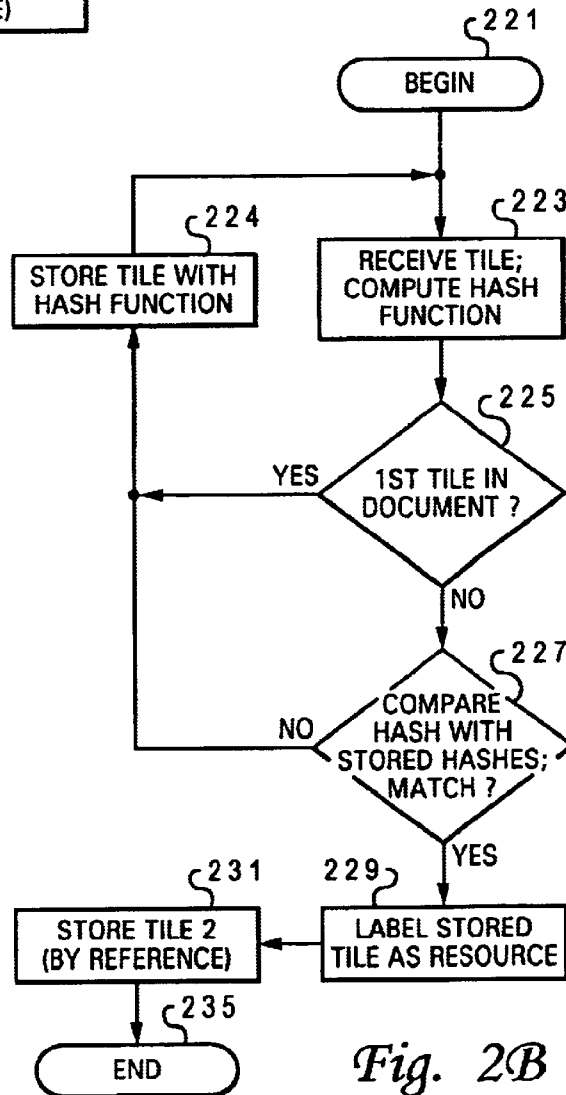 E)
221
BEGIN
224
STORE TILE WITH
HASH FUNCTION
223
RECEIVE TILE;
COMPUTE HASH
FUNCTION
225
1ST TILE IN
DOCUMENT ?
YES
NO
227
COMPARE
HASH WITH
STORED HASHES;
MATCH ?
NO
YES
229
LABEL STORED
TILE AS RESOURCE
231
STORE TILE 2
(BY REFERENCE)
235
END
Fig. 2B